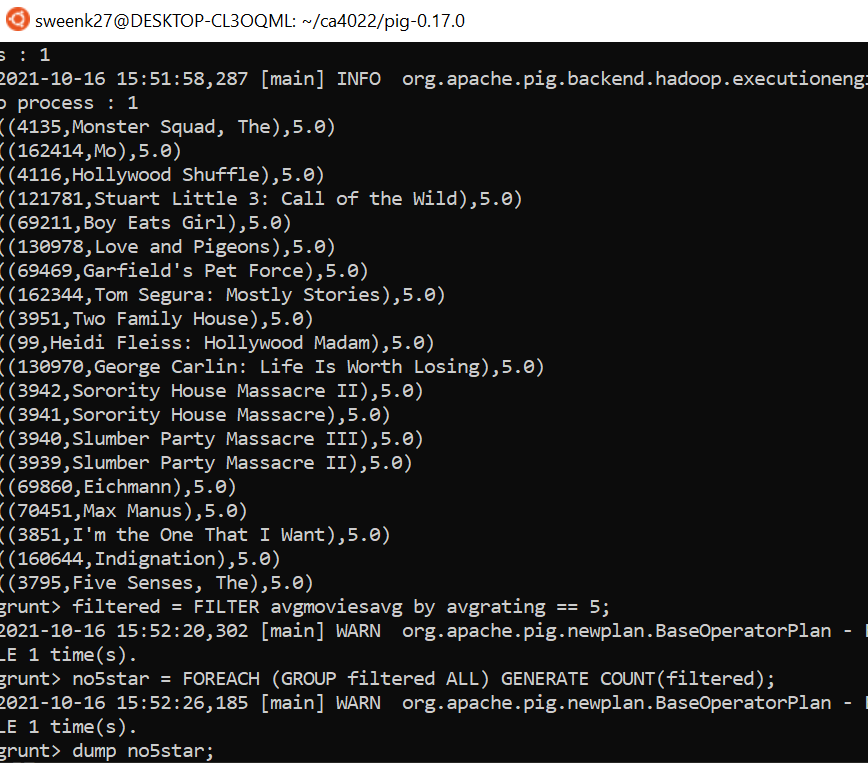 sweenk27@DESKTOP-CL3OQML: ~/ca4022/pig-0.17.0
s : 1
2021-10-16 15:51:58,287 [main] INFO  org.apache.pig.backend.hadoop.executionengi
o process : 1
((4135,Monster Squad, The),5.0)
((162414,Mo),5.0)
((4116,Hollywood Shuffle),5.0)
((121781,Stuart Little 3: Call of the Wild),5.0)
((69211,Boy Eats Girl),5.0)
((130978,Love and Pigeons),5.0)
((69469,Garfield's Pet Force),5.0)
((162344,Tom Segura: Mostly Stories),5.0)
((3951,Two Family House),5.0)
((99,Heidi Fleiss: Hollywood Madam),5.0)
((130970,George Carlin: Life Is Worth Losing),5.0)
((3942,Sorority House Massacre II),5.0)
((3941,Sorority House Massacre),5.0)
((3940,Slumber Party Massacre III),5.0)
((3939,Slumber Party Massacre II),5.0)
((69860,Eichmann),5.0)
((70451,Max Manus),5.0)
((3851,I'm the One That I Want),5.0)
((160644,Indignation),5.0)
((3795,Five Senses, The),5.0)
grunt> filtered = FILTER avgmoviesavg by avgrating == 5;
2021-10-16 15:52:20,302 [main] WARN  org.apache.pig.newplan.BaseOperatorPlan -
LE 1 time(s).
grunt> no5star = FOREACH (GROUP filtered ALL) GENERATE COUNT(filtered);
2021-10-16 15:52:26,185 [main] WARN  org.apache.pig.newplan.BaseOperatorPlan -
LE 1 time(s).
grunt> dump no5star;